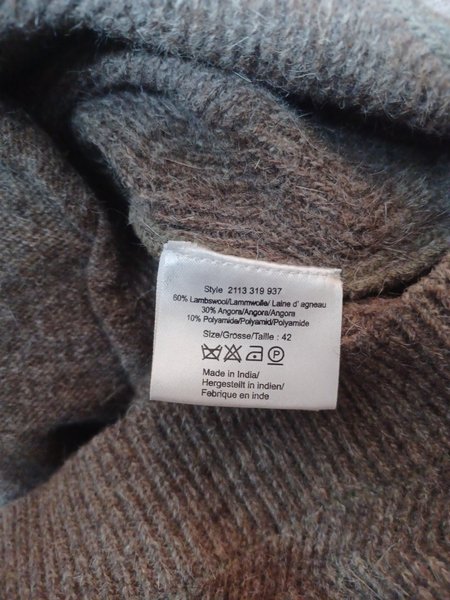 Style 2113 319 937
60% Lambswool/Lammwolle/ Laine d' agneau
30% Angora/Angora/Angora
10% Polyamide/Polyamid/Polyamide
Size/Grosse/Taille : 42
P
Made in India/
Hergestellt in indien/
Fabrique en inde